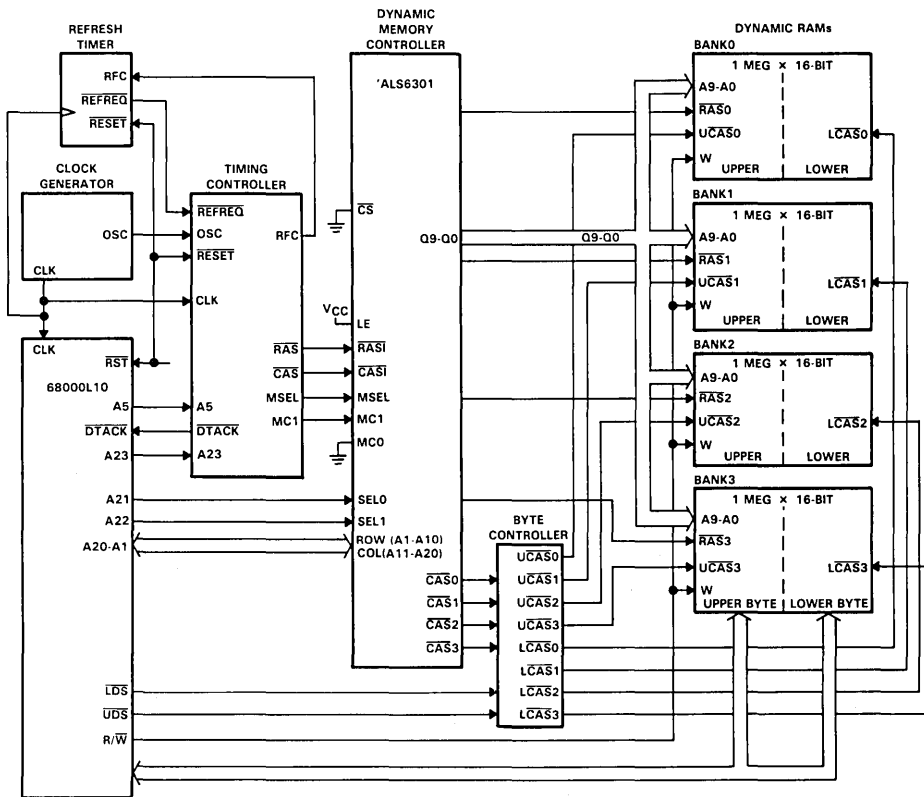 REFRESH
TIMER
RFC
REFREQ
RESET
CLOCK
GENERATOR
OSC
CLK
TIMING
CONTROLLER
REFREQ
OSC
RESET
CLK
RFC
RAS
CAS
MSEL
MC1
A5
DTACK
A23
CLK
RST
68000L10
A5
DTACK
A23
A21
A22
A20-A1
LDS
UDS
R/W
DYNAMIC
MEMORY
CONTROLLER
'ALS6301
CS
Q9-Q0
VCC
LE
RASI
CASI
MSEL
MC1
MC0
SEL0
SEL1
ROW (A1-A10)
COL(A11-A20)
CAS0
CAS1
CAS2
CAS3
Q9-Q0
BYTE
CONTROLLER
UCAS0
UCAS1
UCAS2
UCAS3
LCAS0
LCAS1
LCAS2
LCAS3
DYNAMIC RAMs
BANK0
1 MEG × 16-BIT
A9-A0
RAS0
UCAS0
LCAS0
W
UPPER LOWER
BANK1
1 MEG × 16-BIT
A9-A0
RAS1
UCAS1
LCAS1
W
UPPER LOWER
BANK2
1 MEG × 16-BIT
A9-A0
RAS2
UCAS2
LCAS2
W
UPPER LOWER
BANK3
1 MEG × 16-BIT
A9-A0
RAS3
UCAS3
LCAS3
W
UPPER BYTE LOWER BYTE